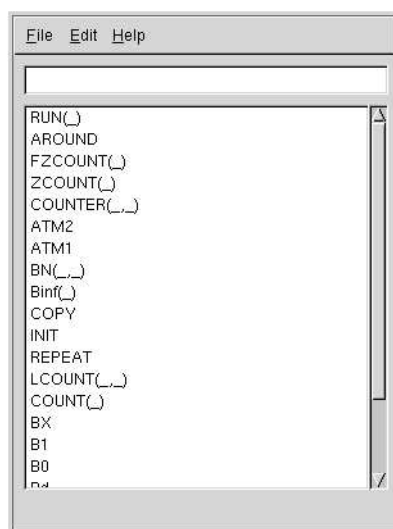 File Edit Help
RUN(_)
AROUND
FZCOUNT(_)
ZCOUNT(_)
COUNTER(_,_)
ATM2
ATM1
BN(_,_)
Binf(_)
COPY
INIT
REPEAT
LCOUNT(_,_)
COUNT(_)
BX
B1
B0